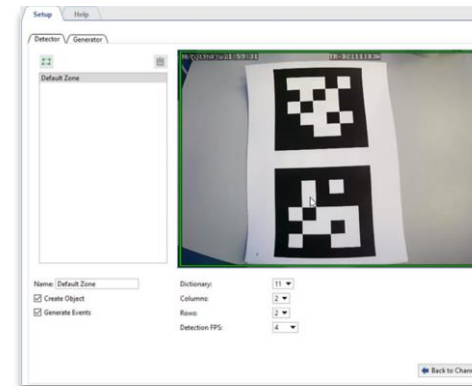 Setup Help
Detector Generator
Default Zone
Name: Default Zone
Create Object
Generate Events
Dictionary: 11
Columns: 2
Rows: 2
Detection FPS: 4
Back to Chann